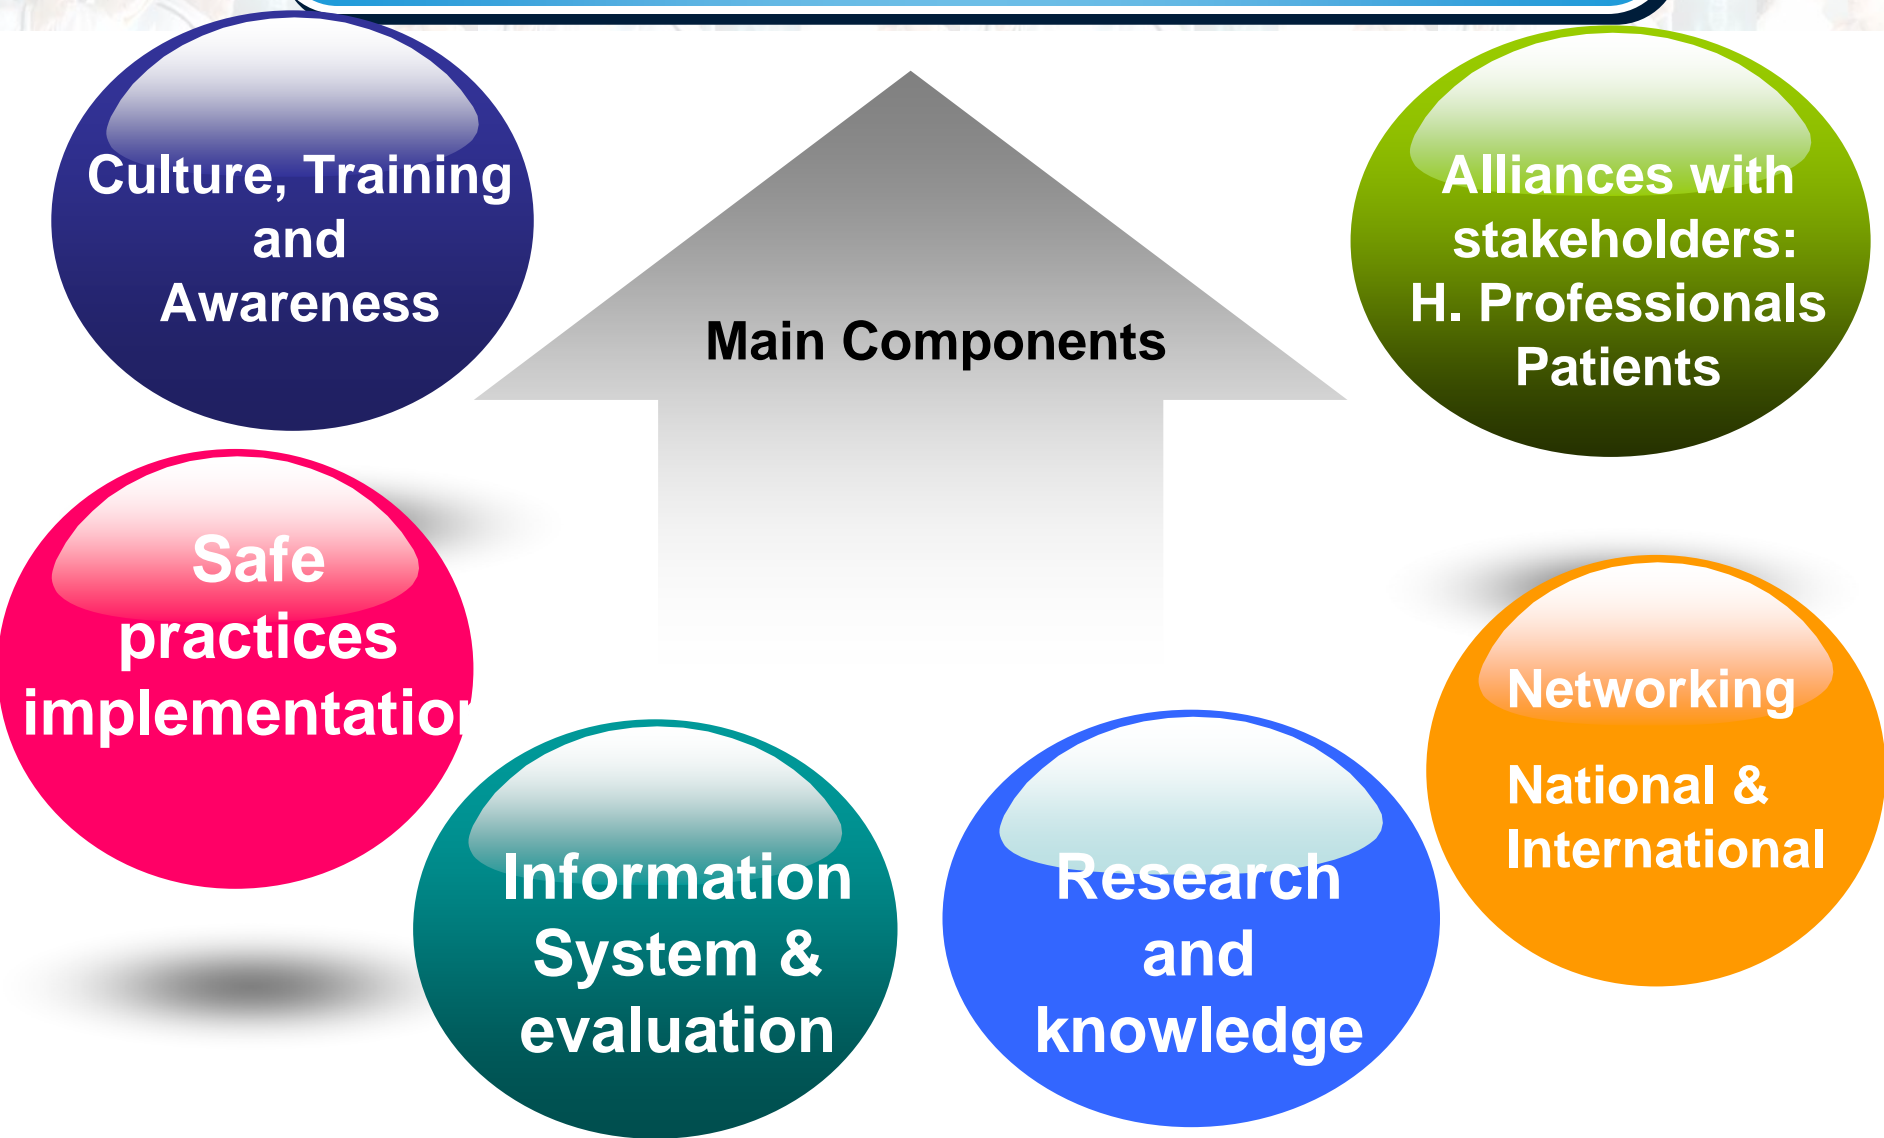 Culture, Training
and
Awareness
Main Components
Alliances with
stakeholders:
H. Professionals
Patients
Safe
practices
implementation
Networking
National &
International
Information
System &
evaluation
Research
and
knowledge